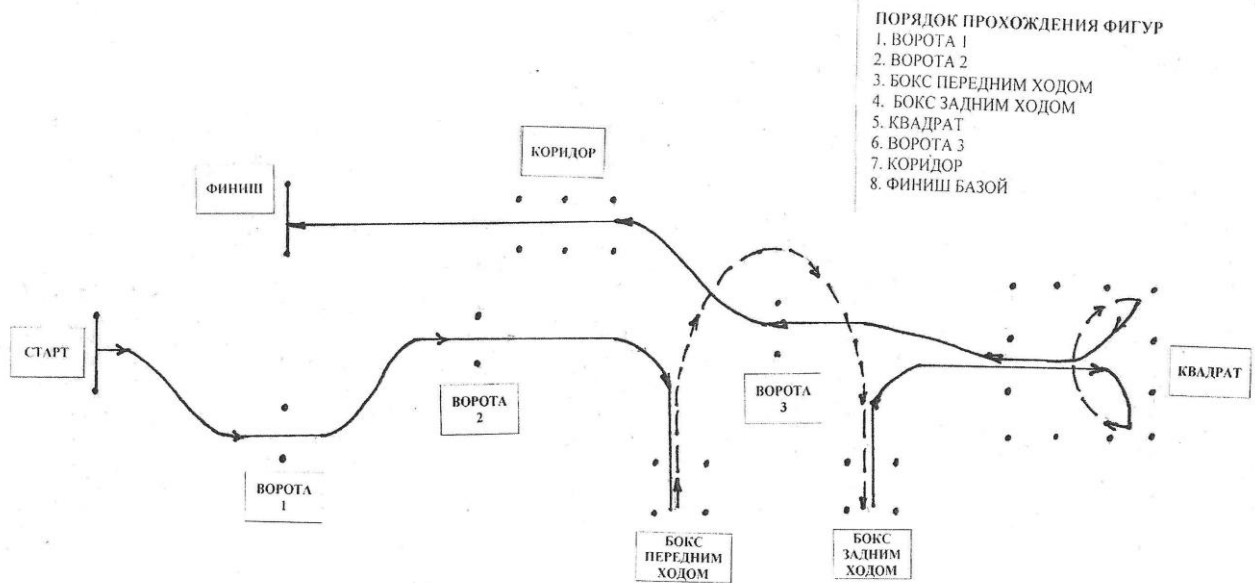 ПОРЯДОК ПРОХОЖДЕНИЯ ФИГУР
1. ВОРОТА 1
2. ВОРОТА 2
3. БОКС ПЕРЕДНИМ ХОДОМ
4. БОКС ЗАДНИМ ХОДОМ
5. КВАДРАТ
6. ВОРОТА 3
7. КОРИДОР
8. ФИНИШ БАЗОЙ
КОРИДОР
ФИНИШ
СТАРТ
ВОРОТА
2
ВОРОТА
3
КВАДРАТ
ВОРОТА
1
БОКС
ПЕРЕДНИМ
ХОДОМ
БОКС
ЗАДНИМ
ХОДОМ